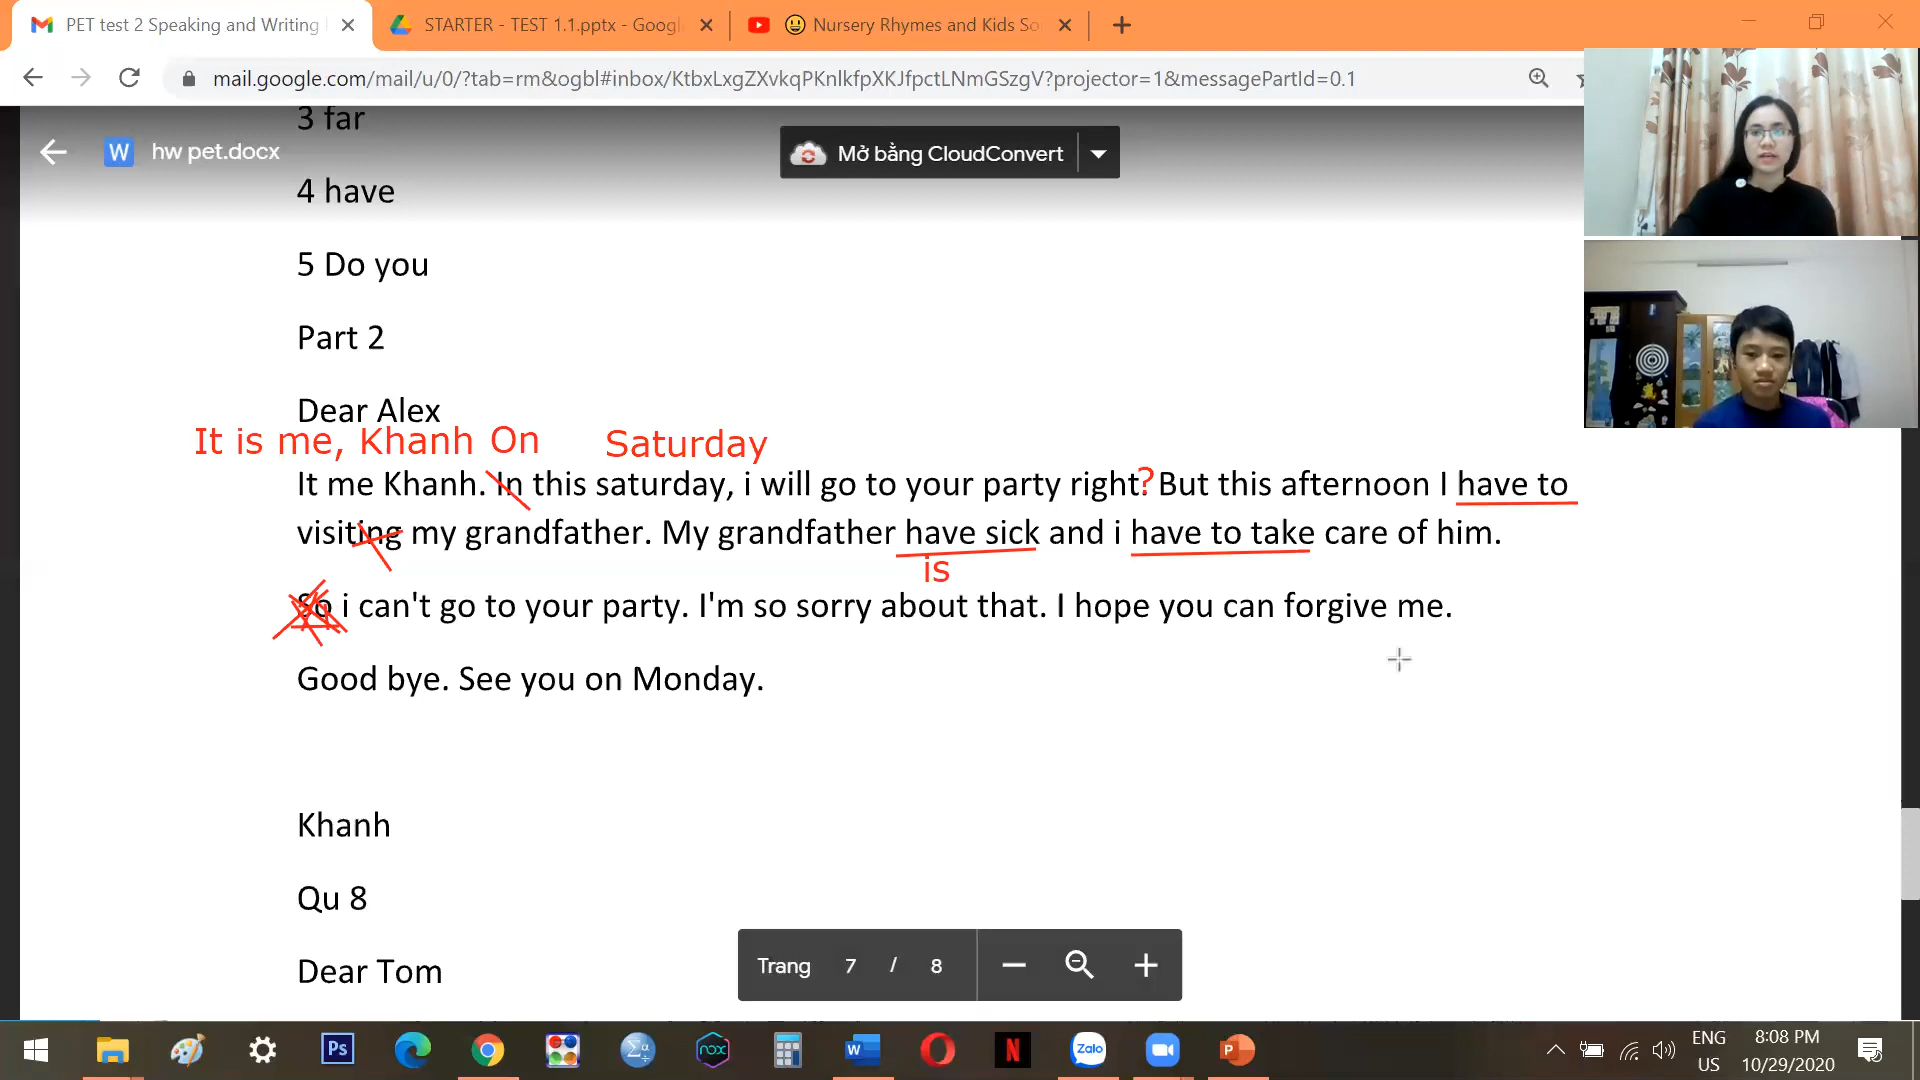 PET test 2 Speaking and Writing
STARTER - TEST 1.1.pptx - Googl
Nursery Rhymes and Kids So
mail.google.com/mail/u/0/?tab=rm&ogbl#inbox/KtbxLxgZXvkqPKnlkfpXKJfpctLNmGSzgV?projector=1&messagePartId=0.1
3 far
W hw pet.docx
Mở bằng CloudConvert
4 have
5 Do you
Part 2
Dear Alex
It is me, Khanh On Saturday
It me Khanh. In this saturday, i will go to your party right? But this afternoon I have to
visiting my grandfather. My grandfather have sick and i have to take care of him.
is
So i can't go to your party. I'm so sorry about that. I hope you can forgive me.
Good bye. See you on Monday.
Khanh
Qu 8
Dear Tom
Trang 7 / 8
Ps
nox
W
N
Zalo
P
ENG
US
8:08 PM
10/29/2020